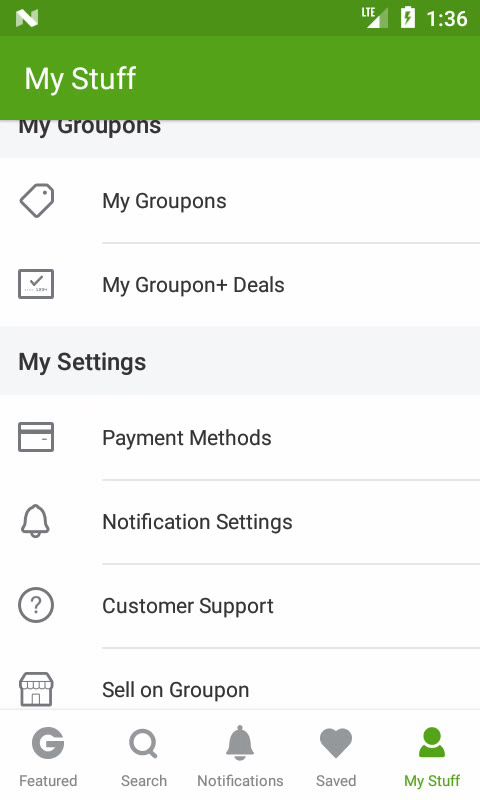 LTE
1:36
My Stuff
My Groupons
My Groupons
My Groupon+ Deals
My Settings
Payment Methods
Notification Settings
Customer Support
Sell on Groupon
Featured
Search
Notifications
Saved
My Stuff